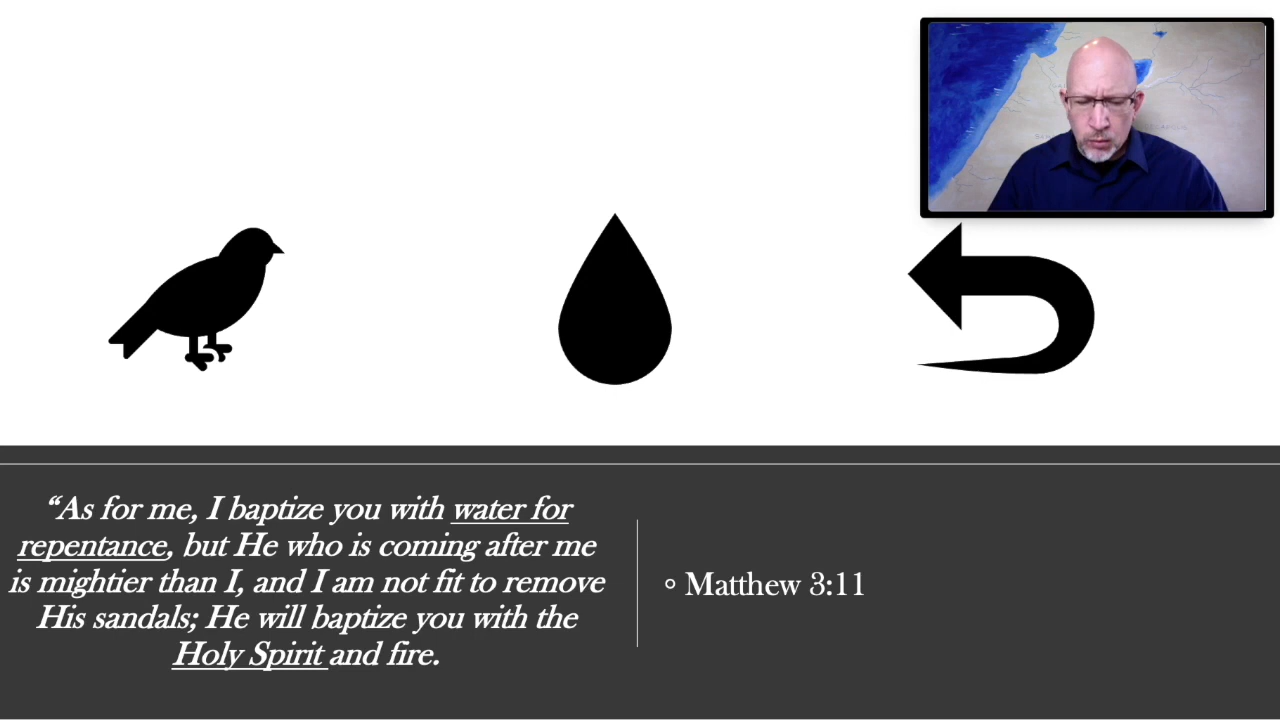 “As for me, I baptize you with water for
repentance, but He who is coming after me
is mightier than I, and I am not fit to remove
His sandals; He will baptize you with the
Holy Spirit and fire.
Matthew 3:11